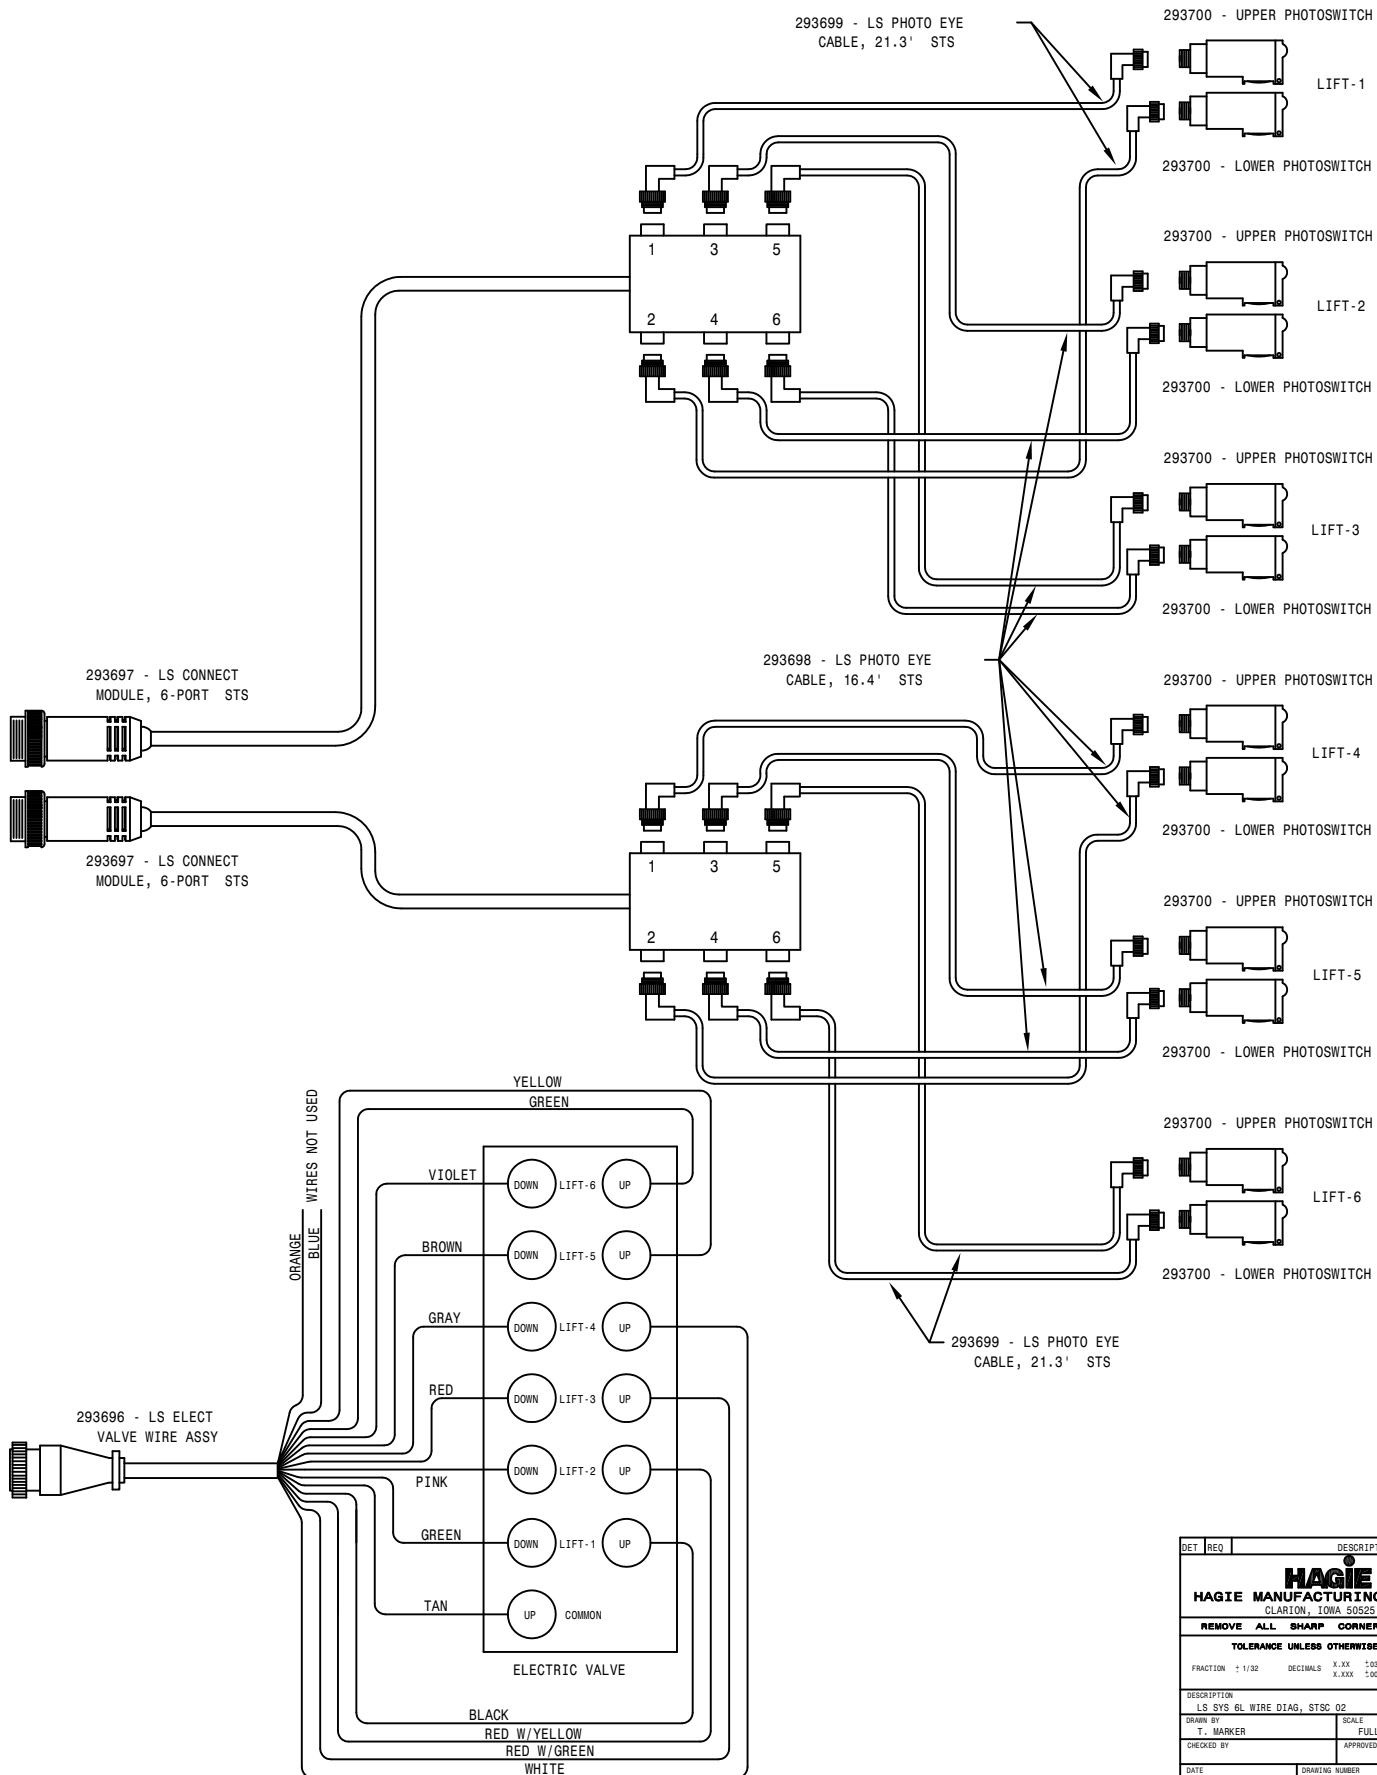 293699 - LS PHOTO EYE
CABLE, 21.3' STS
293700 - UPPER PHOTOSWITCH
LIFT-1
293700 - LOWER PHOTOSWITCH
1 3 5
2 4 6
293700 - UPPER PHOTOSWITCH
LIFT-2
293700 - LOWER PHOTOSWITCH
293700 - UPPER PHOTOSWITCH
LIFT-3
293700 - LOWER PHOTOSWITCH
293697 - LS CONNECT
MODULE, 6-PORT STS
293698 - LS PHOTO EYE
CABLE, 16.4' STS
293700 - UPPER PHOTOSWITCH
LIFT-4
293700 - LOWER PHOTOSWITCH
293697 - LS CONNECT
MODULE, 6-PORT STS
1 3 5
2 4 6
293700 - UPPER PHOTOSWITCH
LIFT-5
293700 - LOWER PHOTOSWITCH
293700 - UPPER PHOTOSWITCH
LIFT-6
293700 - LOWER PHOTOSWITCH
293699 - LS PHOTO EYE
CABLE, 21.3' STS
YELLOW
GREEN
WIRES NOT USED
ORANGE
BLUE
VIOLET
DOWN LIFT-6 UP
BROWN
DOWN LIFT-5 UP
GRAY
DOWN LIFT-4 UP
RED
DOWN LIFT-3 UP
293696 - LS ELECT
VALVE WIRE ASSY
DOWN LIFT-2 UP
PINK
GREEN
DOWN LIFT-1 UP
TAN
UP COMMON
ELECTRIC VALVE
BLACK
RED W/YELLOW
RED W/GREEN
WHITE
DET REQ DESCRIPT
HAGIE
HAGIE MANUFACTURING
CLARION, IOWA 50525
REMOVE ALL SHARP CORNER
TOLERANCE UNLESS OTHERWISE
FRACTION ± 1/32 DECIMALS X.XX ±03
X.XXX ±00
DESCRIPTION
LS SYS 6L WIRE DIAG, STSC 02
DRAWN BY
T. MARKER
SCALE
FULL
CHECKED BY
APPROVED
DATE
DRAWING NUMBER